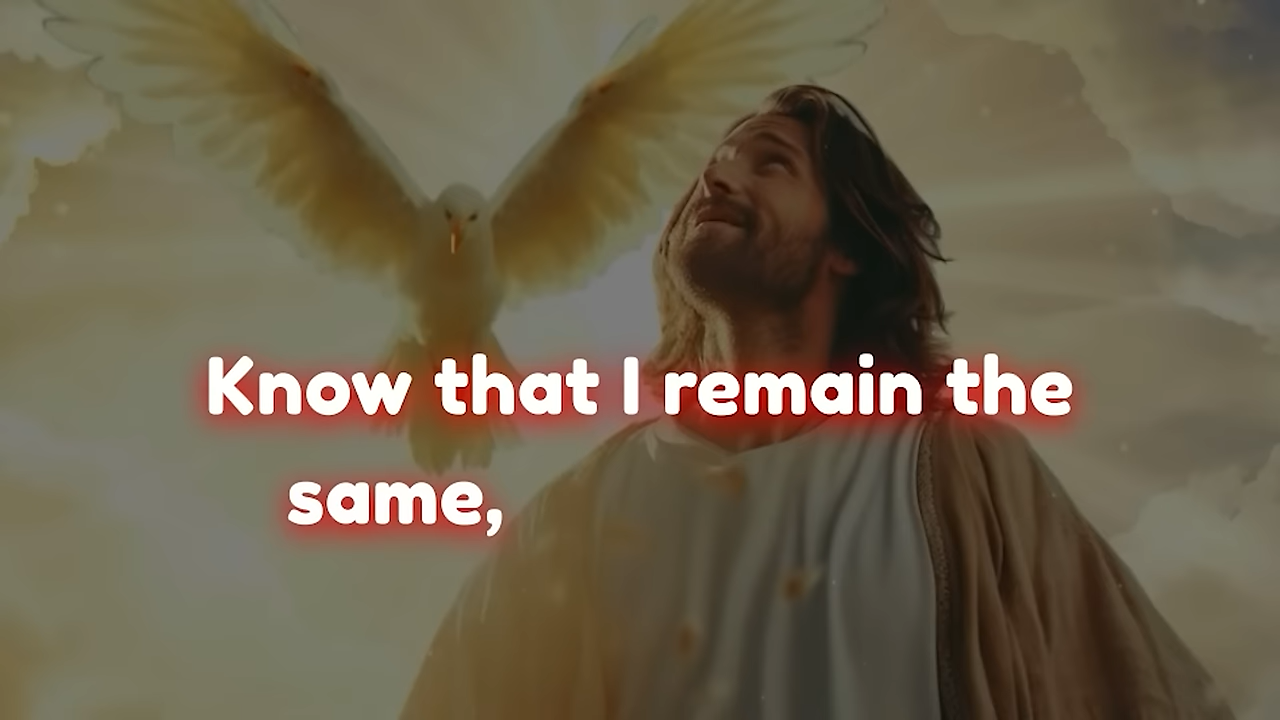 Know that I remain the
same,